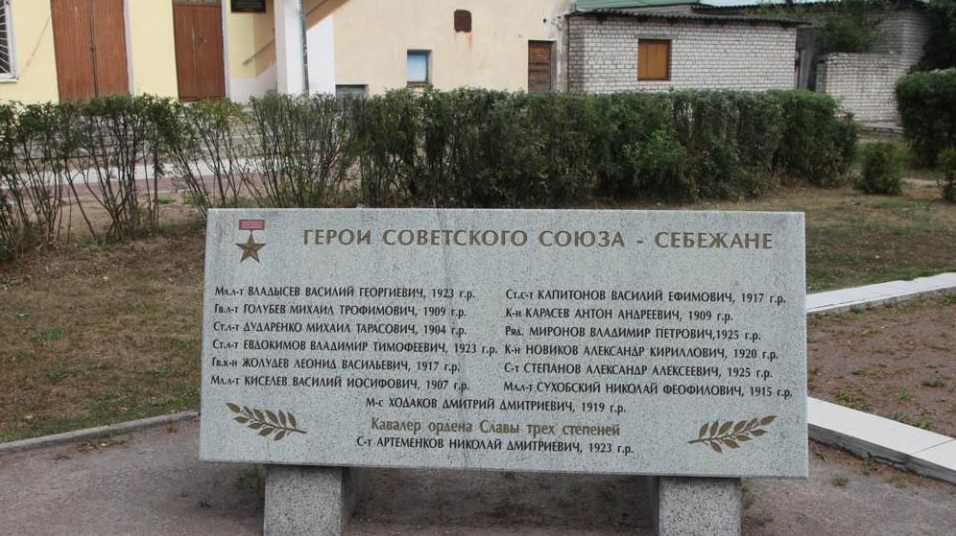 ГЕРОИ СОВЕТСКОГО СОЮЗА - СЕБЕЖАНЕ
Мл.л-т ВЛАДЫСЕВ ВАСИЛИЙ ГЕОРГИЕВИЧ, 1923 г.р.
Гв.л-т ГОЛУБЕВ МИХАИЛ ТРОФИМОВИЧ, 1909 г.р.
Ст.л-т ДУДАРЕНКО МИХАИЛ ТАРАСОВИЧ, 1904 г.р.
Ст.л-т ЕВДОКИМОВ ВЛАДИМИР ТИМОФЕЕВИЧ, 1923 г.р.
Гв.к-н ЖОЛУДЕВ ЛЕОНИД ВАСИЛЬЕВИЧ, 1917 г.р.
Мл.л-т КИСЕЛЕВ ВАСИЛИЙ ИОСИФОВИЧ, 1907 г.р.
Ст.с-т КАПИТОНОВ ВАСИЛИЙ ЕФИМОВИЧ, 1917 г.р.
К-н КАРАСЕВ АНТОН АНДРЕЕВИЧ, 1909 г.р.
Ряд. МИРОНОВ ВЛАДИМИР ПЕТРОВИЧ,1925 г.р.
К-н НОВИКОВ АЛЕКСАНДР КИРИЛЛОВИЧ, 1920 г.р.
С-т СТЕПАНОВ АЛЕКСАНДР АЛЕКСЕЕВИЧ, 1925 г.р.
Мл.л-т СУХОБСКИЙ НИКОЛАЙ ФЕОФИЛОВИЧ, 1915 г.р.
М-с ХОДАКОВ ДМИТРИЙ ДМИТРИЕВИЧ, 1919 г.р.
Кавалер ордена Славы трех степеней
С-т АРТЕМЕНКОВ НИКОЛАЙ ДМИТРИЕВИЧ, 1923 г.р.